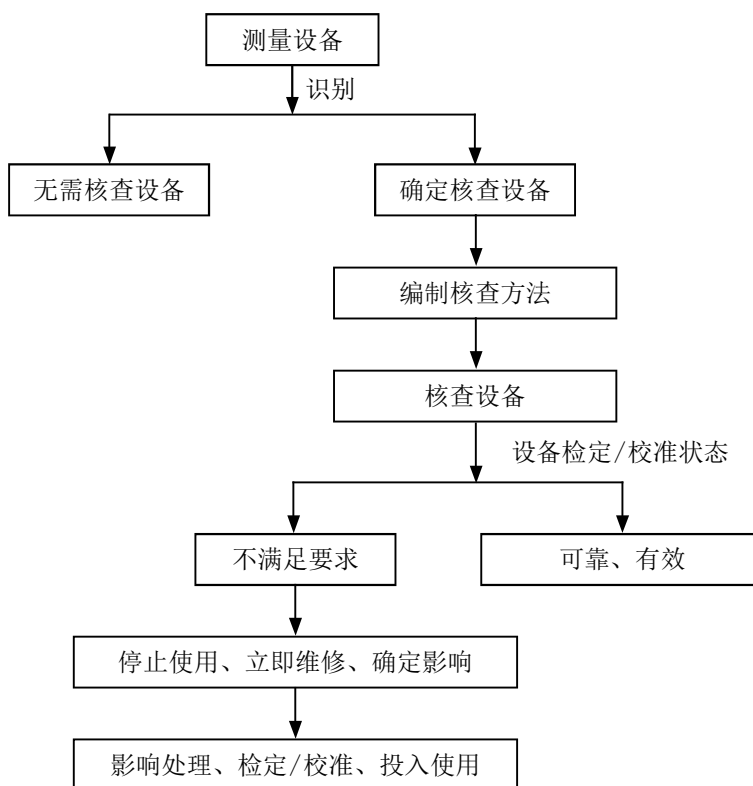 测量设备
识别
无需核查设备
确定核查设备
编制核查方法
核查设备
设备检定/校准状态
不满足要求
可靠、有效
停止使用、立即维修、确定影响
影响处理、检定/校准、投入使用